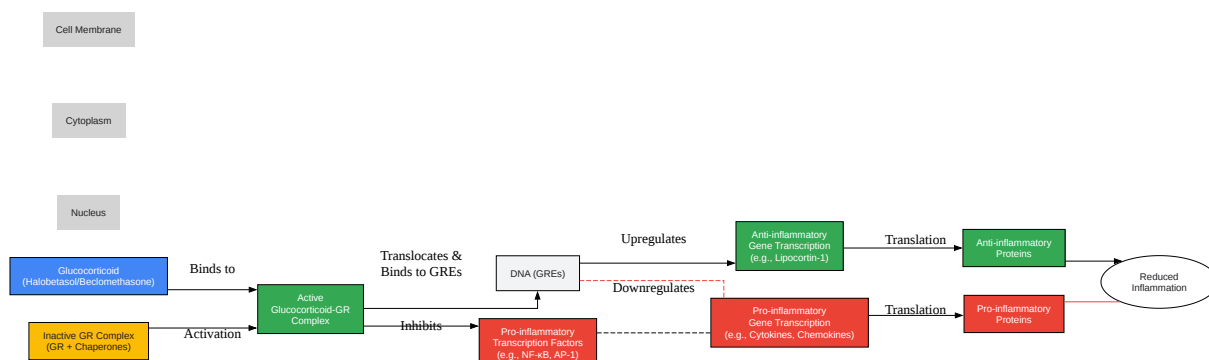 Cell Membrane
Cytoplasm
Nucleus
Glucocorticoid
(Halobetasol/Beclomethasone)
Binds to
Inactive GR Complex
(GR + Chaperones)
Activation
Active
Glucocorticoid-GR
Complex
Translocates &
Binds to GREs
Inhibits
DNA (GREs)
Pro-inflammatory
Transcription Factors
(e.g., NF-κB, AP-1)
Upregulates
Downregulates
Anti-inflammatory
Gene Transcription
(e.g., Lipocortin-1)
Pro-inflammatory
Gene Transcription
(e.g., Cytokines, Chemokines)
Translation
Translation
Anti-inflammatory
Proteins
Pro-inflammatory
Proteins
Reduced
Inflammation